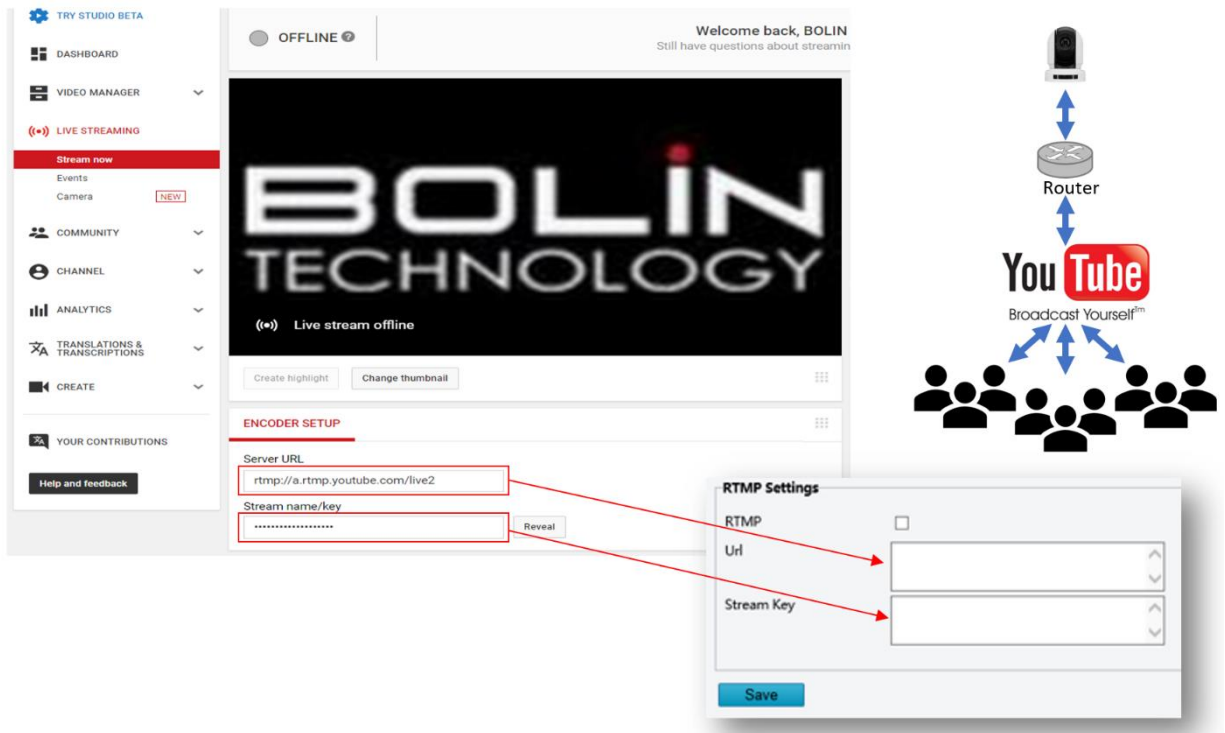 TRY STUDIO BETA
DASHBOARD
VIDEO MANAGER
LIVE STREAMING
Stream now
Events
Camera NEW
COMMUNITY
CHANNEL
ANALYTICS
TRANSLATIONS &
TRANSCRIPTIONS
CREATE
YOUR CONTRIBUTIONS
Help and feedback
OFFLINE ?
Welcome back, BOLIN
Still have questions about streamin
BOLIN
TECHNOLOGY
Live stream offline
Create highlight Change thumbnail
ENCODER SETUP
Server URL
rtmp://a.rtmp.youtube.com/live2
Stream name/key
•••••••••••••••••••
Reveal
Router
You Tube
Broadcast Yourself™
RTMP Settings
RTMP
Url
Stream Key
Save